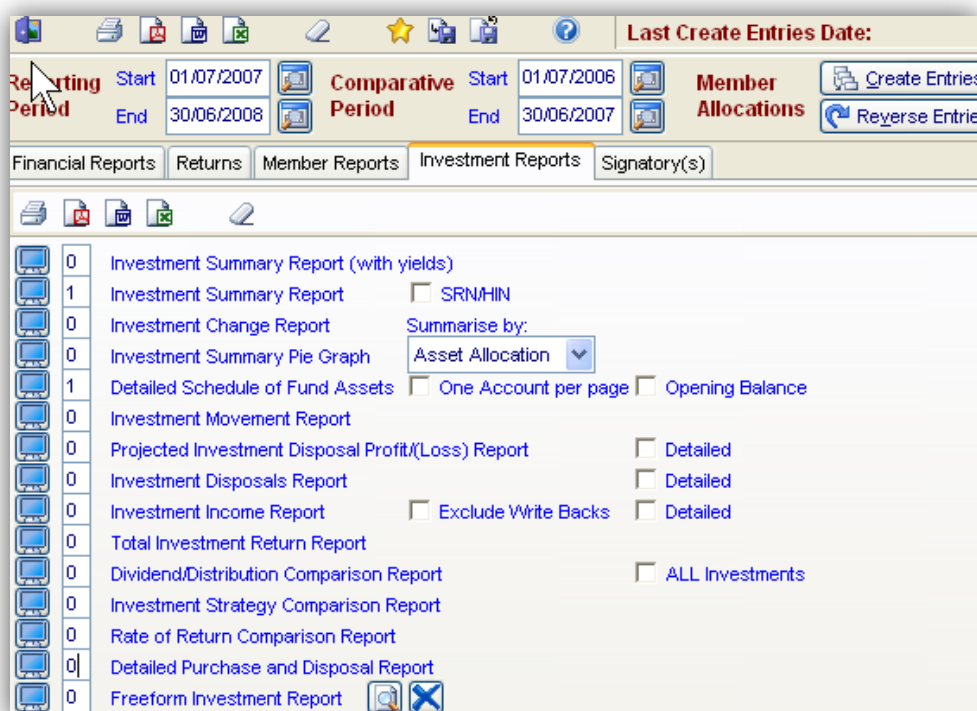 Last Create Entries Date:
Reporting Period Start 01/07/2007 End 30/06/2008
Comparative Period Start 01/07/2006 End 30/06/2007
Member Allocations Create Entries Reverse Entrie
Financial Reports Returns Member Reports Investment Reports Signatory(s)
0 Investment Summary Report (with yields)
1 Investment Summary Report SRN/HIN
0 Investment Change Report Summarise by:
0 Investment Summary Pie Graph Asset Allocation
1 Detailed Schedule of Fund Assets One Account per page Opening Balance
0 Investment Movement Report
0 Projected Investment Disposal Profit/(Loss) Report Detailed
0 Investment Disposals Report Detailed
0 Investment Income Report Exclude Write Backs Detailed
0 Total Investment Return Report
0 Dividend/Distribution Comparison Report ALL Investments
0 Investment Strategy Comparison Report
0 Rate of Return Comparison Report
0 Detailed Purchase and Disposal Report
0 Freeform Investment Report